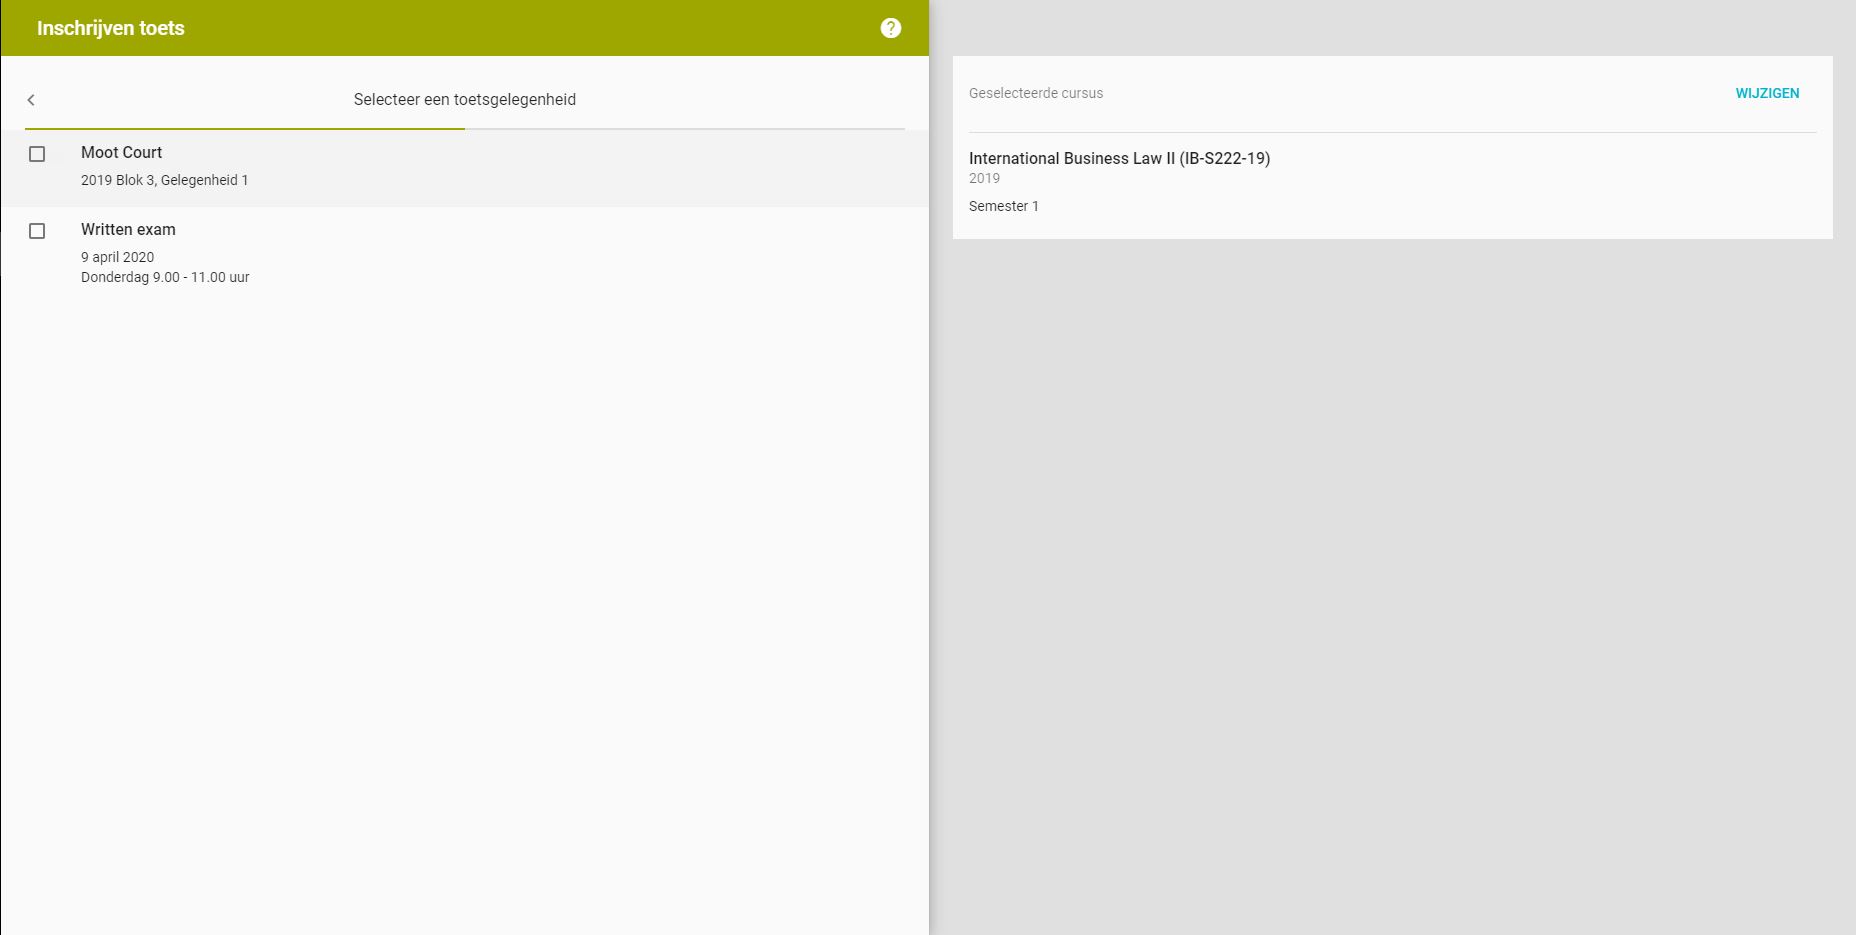 Inschrijven toets
?
Selecteer een toetsgelegenheid
Moot Court
2019 Blok 3, Gelegenheid 1
Written exam
9 april 2020
Donderdag 9.00 - 11.00 uur
Geselecteerde cursus
WIJZIGEN
International Business Law II (IB-S222-19)
2019
Semester 1